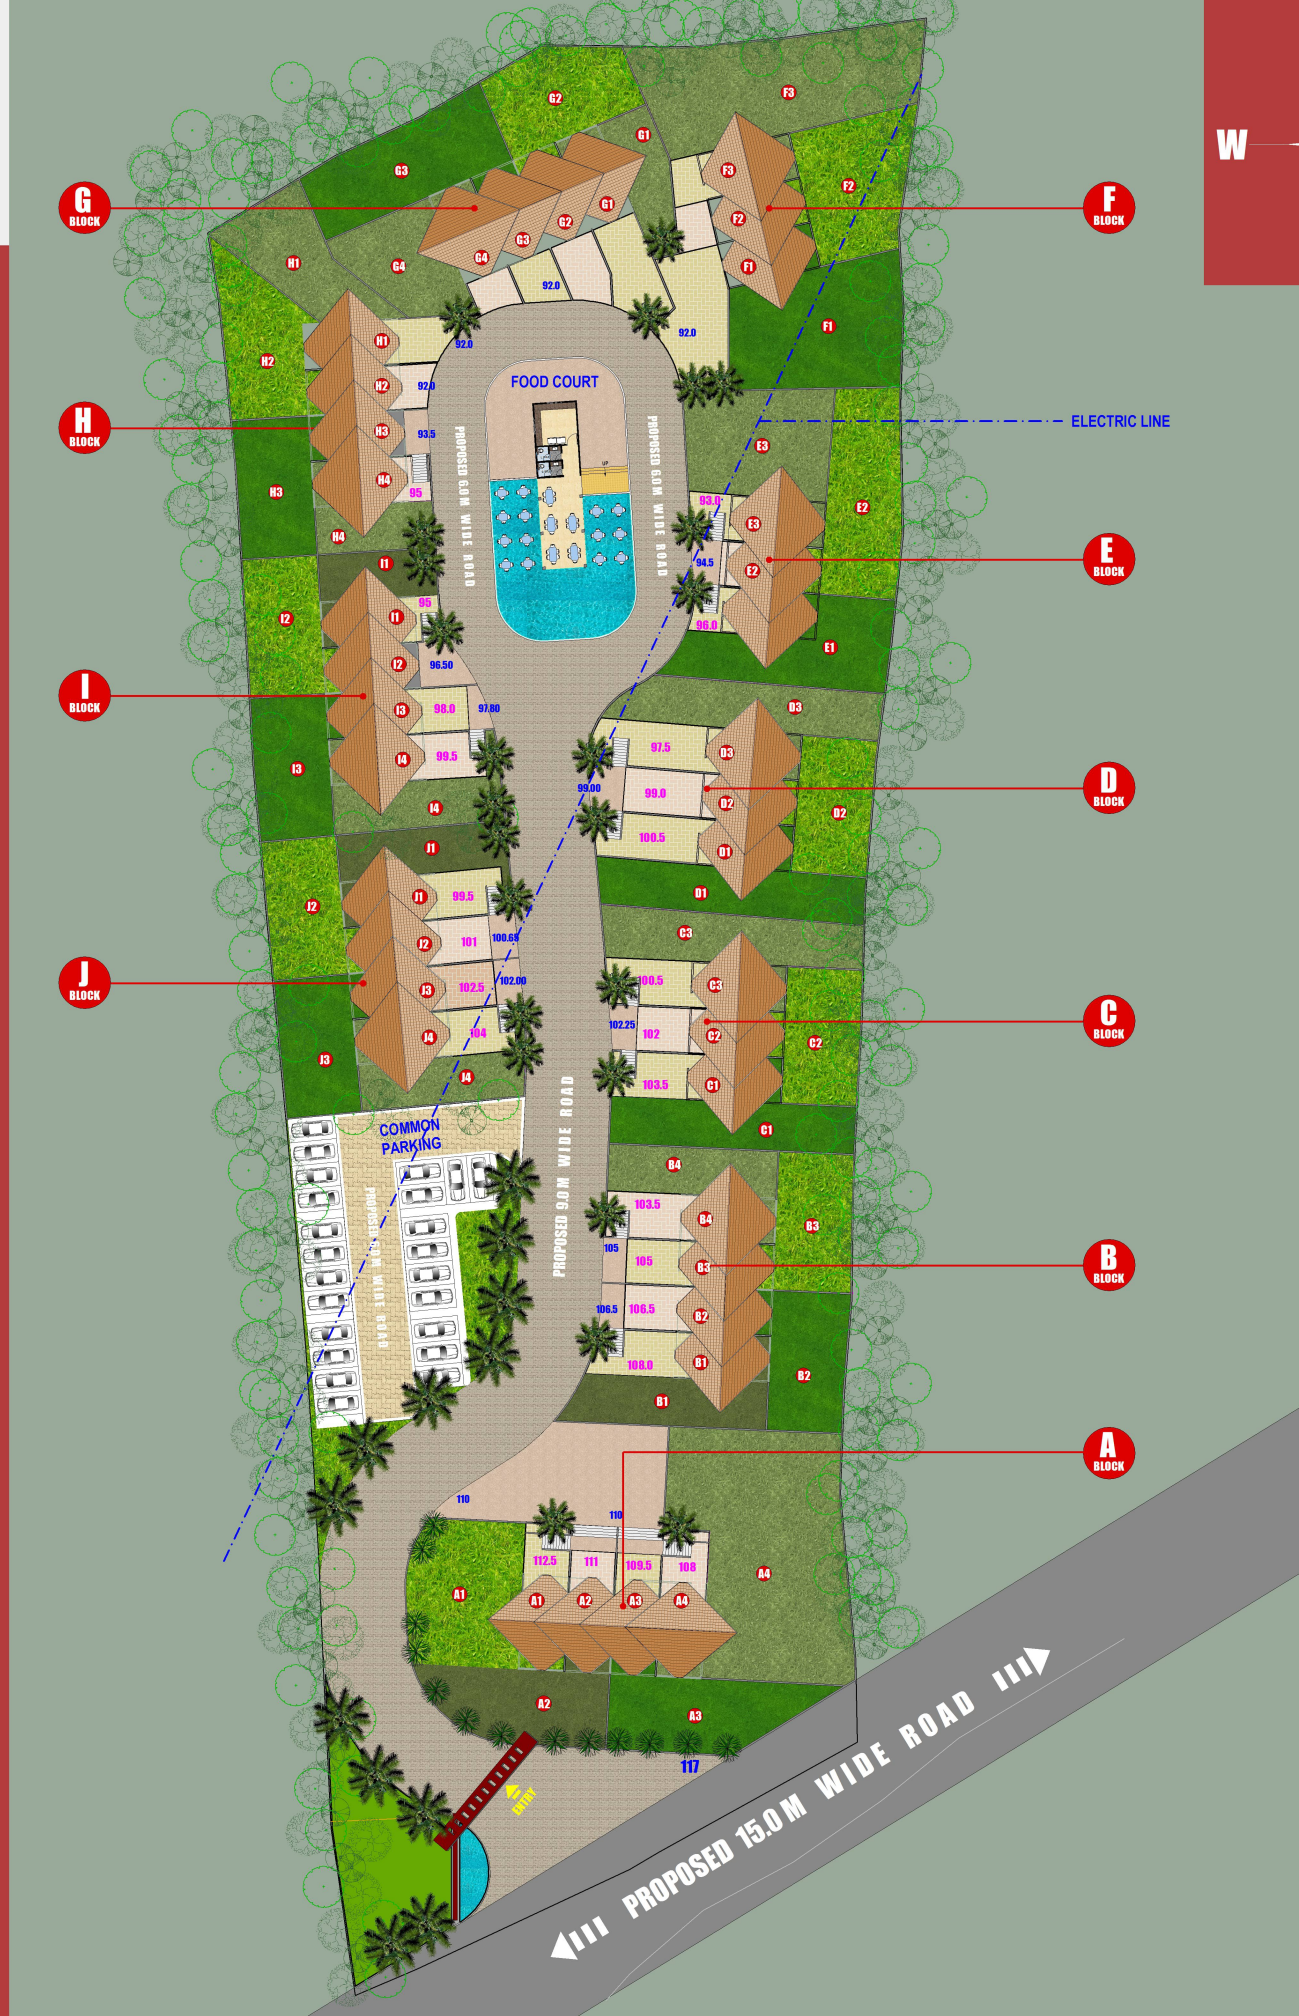 W
G2
F3
G1
G3
F3
F2
G
BLOCK
F
BLOCK
G1
G2
F2
G3
G4
F1
H1
G4
92.0
F1
92.0
H1
92.0
H2
H2
92.0
FOOD COURT
H
BLOCK
H3
93.5
ELECTRIC LINE
E3
PROPOSED 6.0M WIDE ROAD
PROPOSED 6.0M WIDE ROAD
UP
H4
H3
95
93.0
E2
E3
H4
I1
94.5
E2
E
BLOCK
95
I1
I2
96.0
E1
I2
96.50
I
BLOCK
I3
98.0
97.80
D3
I3
I4
99.5
97.5
D3
99.00
99.0
D2
D
BLOCK
I4
D2
100.5
D1
J1
J1
99.5
D1
J2
J2
101
100.65
C3
J
BLOCK
J3
102.5
102.00
100.5
C3
J4
104
102.25
102
C2
C
BLOCK
C2
J3
J4
103.5
C1
COMMON
PARKING
C1
PROPOSED 9.0M WIDE ROAD
B4
103.5
B4
B3
105
105
B3
B
BLOCK
106.5
106.5
B2
108.0
B1
B2
B1
A
BLOCK
110
110
112.5
111
109.5
108
A4
A1
A1
A2
A3
A4
A2
A3
117
ENTRY
PROPOSED 15.0 M WIDE ROAD